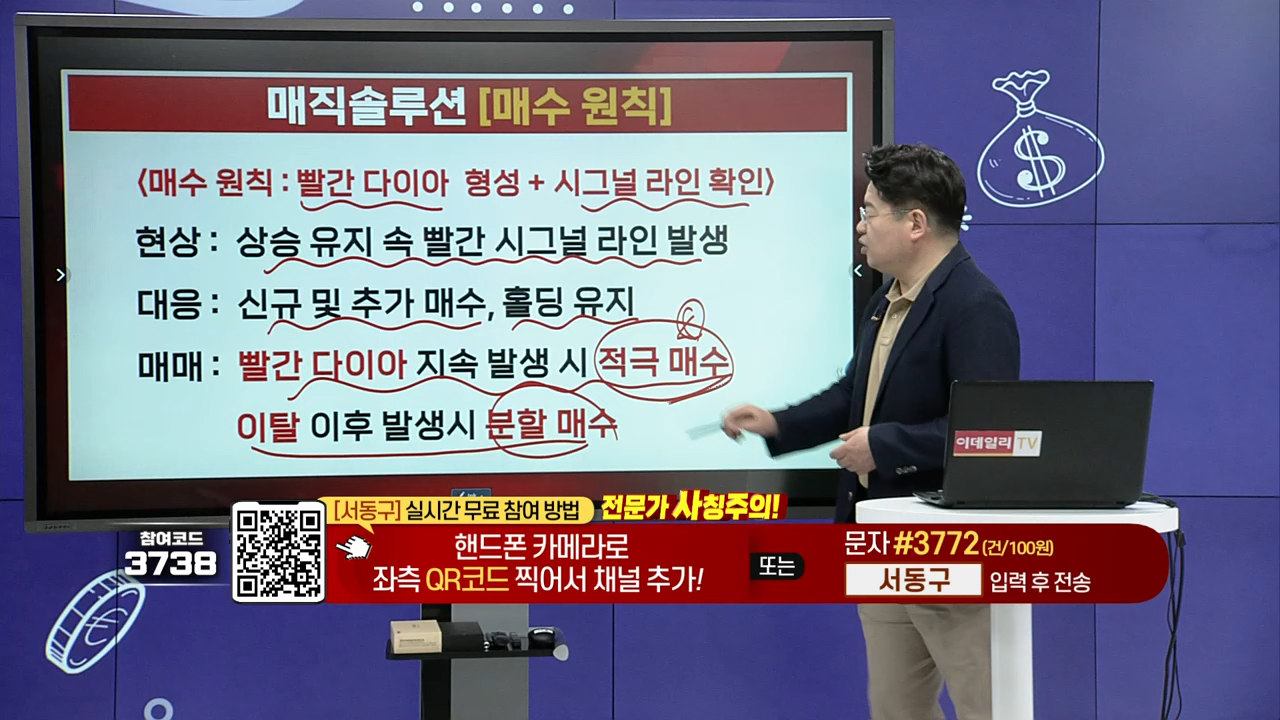 매직솔루션 [매수 원칙]
〈매수 원칙 : 빨간 다이아 형성 + 시그널 라인 확인〉
현상 : 상승 유지 속 빨간 시그널 라인 발생
대응 : 신규 및 추가 매수, 홀딩 유지
매매 : 빨간 다이아 지속 발생 시 적극 매수
이탈 이후 발생시 분할 매수
이데일리 TV
[서동구] 실시간 무료 참여 방법
전문가 사칭주의!
참여코드
3738
핸드폰 카메라로
좌측 QR코드 찍어서 채널 추가!
또는
문자 #3772 (건/100원)
서동구 입력 후 전송